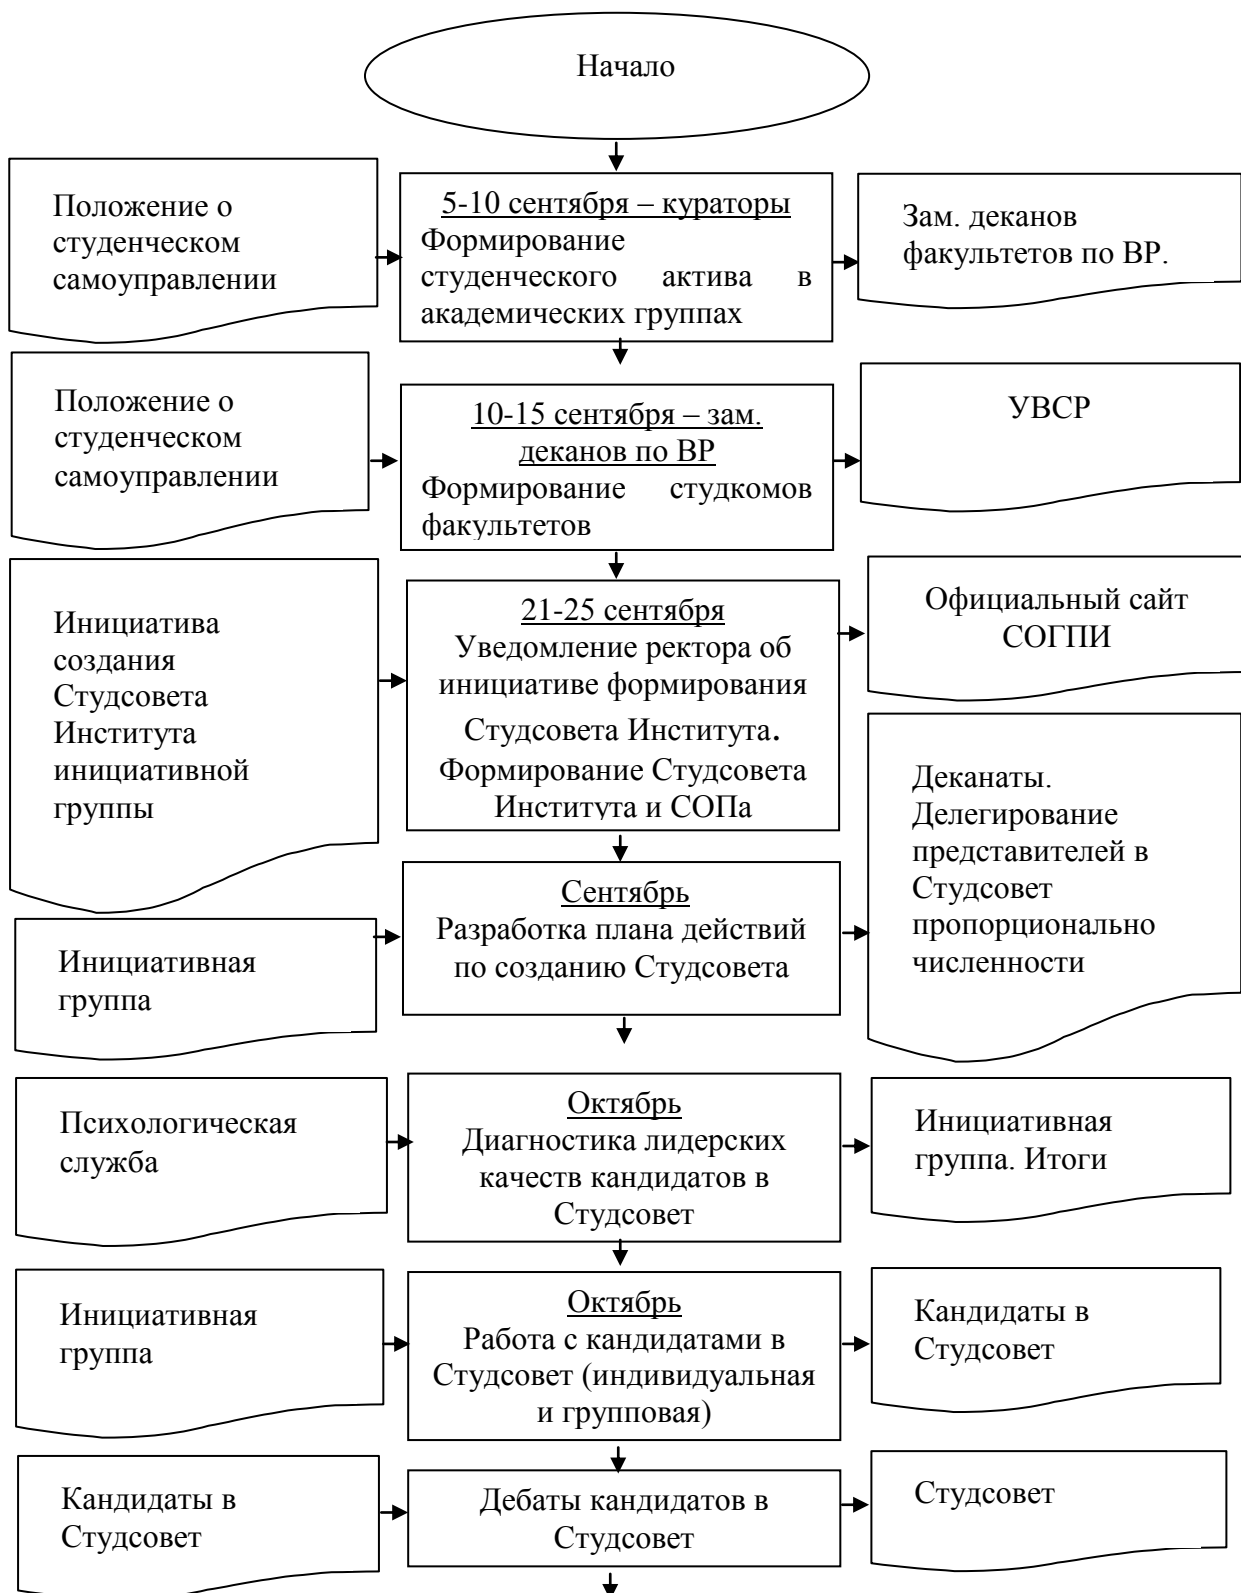 Начало
Положение о
студенческом
самоуправлении
5-10 сентября – кураторы
Формирование
студенческого актива в
академических группах
Зам. деканов
факультетов по ВР.
Положение о
студенческом
самоуправлении
10-15 сентября – зам.
деканов по ВР
Формирование студкомов
факультетов
УВСР
Инициатива
создания
Студсовета
Института
инициативной
группы
21-25 сентября
Уведомление ректора об
инициативе формирования
Студсовета Института.
Формирование Студсовета
Института и СОПа
Официальный сайт
СОГПИ
Инициативная
группа
Сентябрь
Разработка плана действий
по созданию Студсовета
Деканаты.
Делегирование
представителей в
Студсовет
пропорционально
численности
Психологическая
служба
Октябрь
Диагностика лидерских
качеств кандидатов в
Студсовет
Инициативная
группа. Итоги
Инициативная
группа
Октябрь
Работа с кандидатами в
Студсовет (индивидуальная
и групповая)
Кандидаты в
Студсовет
Кандидаты в
Студсовет
Дебаты кандидатов в
Студсовет
Студсовет